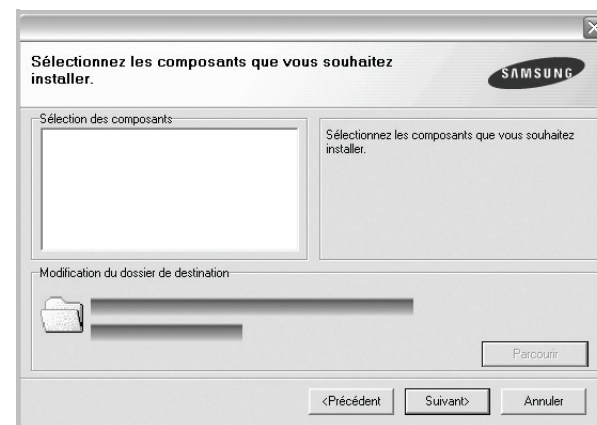 Sélectionnez les composants que vous souhaitez
installer.
SAMSUNG
Sélection des composants
Sélectionnez les composants que vous souhaitez
installer.
Modification du dossier de destination
Parcourir
<Précédent
Suivant>
Annuler